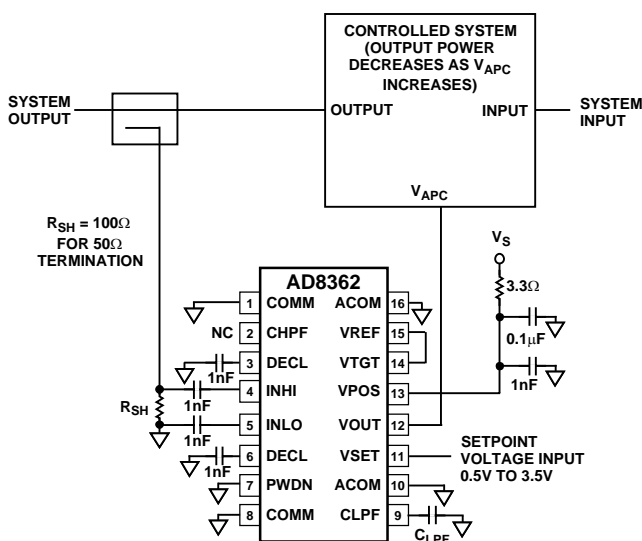 CONTROLLED SYSTEM
(OUTPUT POWER
DECREASES AS VAPC
INCREASES)
SYSTEM
OUTPUT
OUTPUT
INPUT
SYSTEM
INPUT
VAPC
RSH = 100Ω
FOR 50Ω
TERMINATION
VS
3.3Ω
0.1μF
1nF
AD8362
1 COMM ACOM 16
NC 2 CHPF VREF 15
1nF 3 DECL VTGT 14
1nF 4 INHI VPOS 13
RSH
1nF 5 INLO VOUT 12
1nF 6 DECL VSET 11
SETPOINT
VOLTAGE INPUT
0.5V TO 3.5V
7 PWDN ACOM 10
8 COMM CLPF 9
CLPF